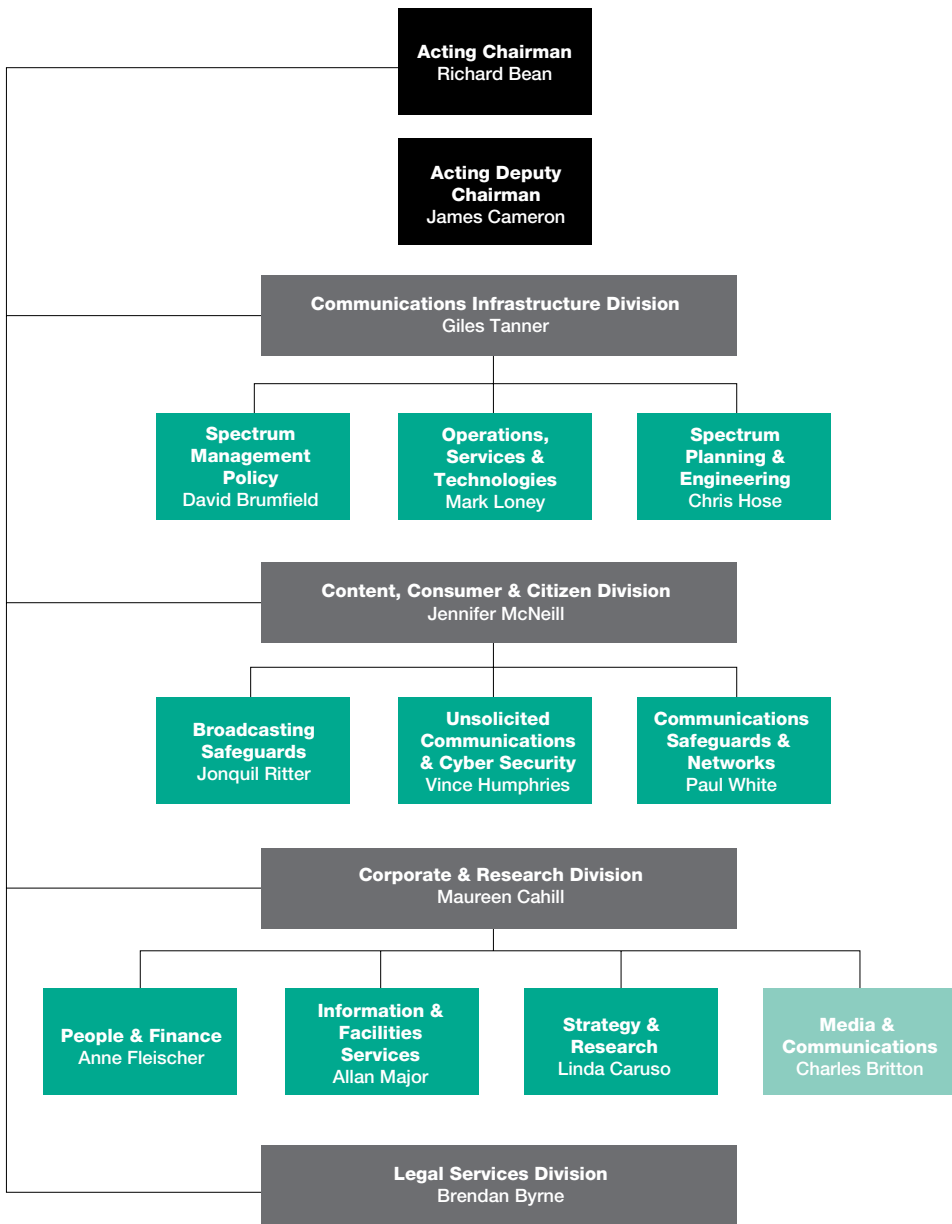 Acting Chairman
Richard Bean
Acting Deputy
Chairman
James Cameron
Communications Infrastructure Division
Giles Tanner
Spectrum
Management
Policy
David Brumfield
Operations,
Services &
Technologies
Mark Loney
Spectrum
Planning &
Engineering
Chris Hose
Content, Consumer & Citizen Division
Jennifer McNeill
Broadcasting
Safeguards
Jonquil Ritter
Unsolicited
Communications
& Cyber Security
Vince Humphries
Communications
Safeguards &
Networks
Paul White
Corporate & Research Division
Maureen Cahill
People & Finance
Anne Fleischer
Information &
Facilities
Services
Allan Major
Strategy &
Research
Linda Caruso
Media &
Communications
Charles Britton
Legal Services Division
Brendan Byrne